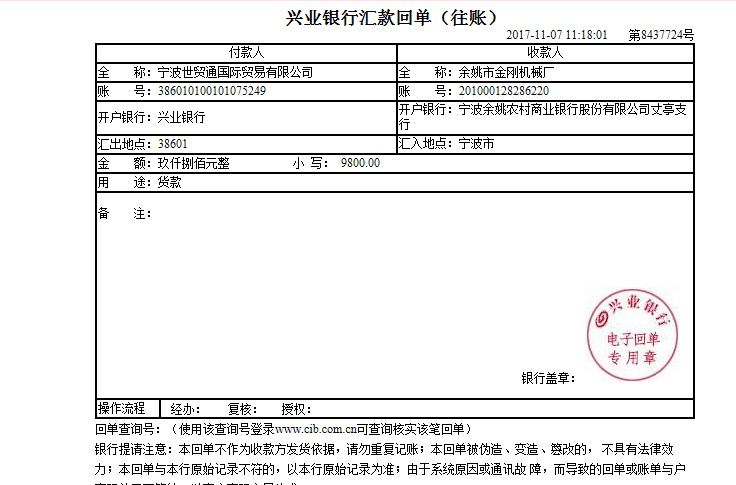 兴业银行汇款回单（往账）
2017-11-07 11:18:01 第8437724号
付款人 收款人
全 称：宁波世贸通国际贸易有限公司 全 称：余姚市金刚机械厂
账 号：386010100101075249 账 号：201000128286220
开户银行：兴业银行 开户银行：宁波余姚农村商业银行股份有限公司丈亭支
行
汇出地点：38601 汇入地点：宁波市
金 额：玖仟捌佰元整 小 写： 9800.00
用 途：货款
备 注：
兴业银行
电子回单
专用章
银行盖章：
操作流程 经办： 复核： 授权：
回单查询号：（使用该查询号登录www.cib.com.cn可查询核实该笔回单）
银行提请注意：本回单不作为收款方发货依据，请勿重复记账；本回单被伪造、变造、篡改的，不具有法律效
力；本回单与本行原始记录不符的，以本行原始记录为准；由于系统原因或通讯故 障，而导致的回单或账单与户